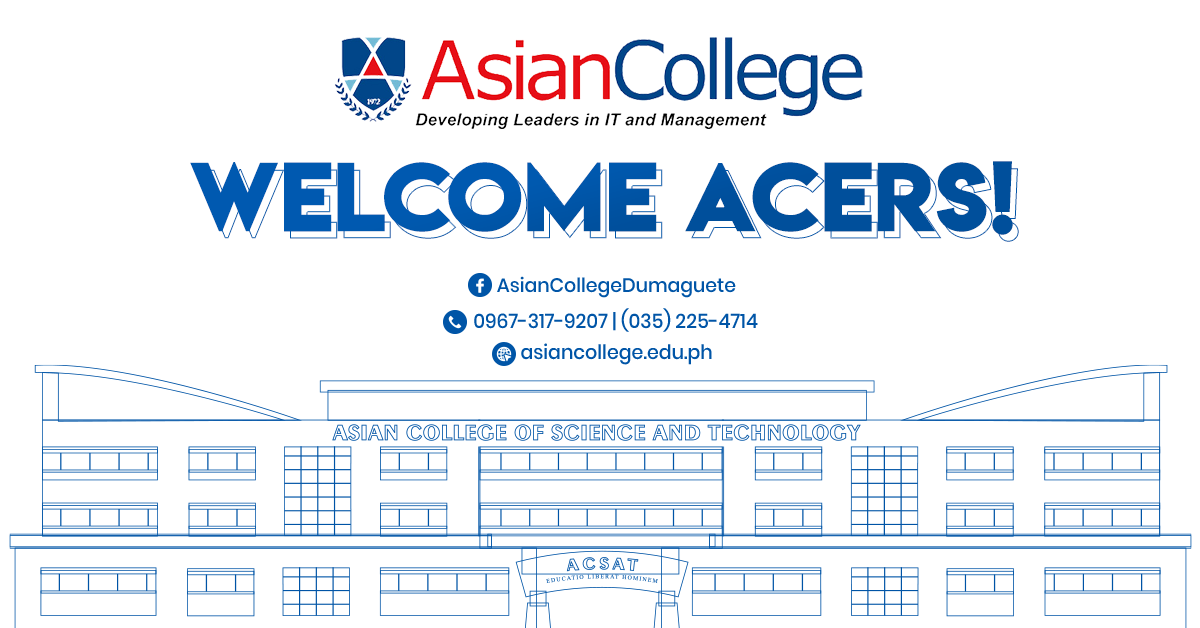 1972
AsianCollege
Developing Leaders in IT and Management
WELCOME ACERS!
AsianCollegeDumaguete
0967-317-9207 | (035) 225-4714
asiancollege.edu.ph
ASIAN COLLEGE OF SCIENCE AND TECHNOLOGY
ACSAT
EDUCATIO LIBERAT HOMINEM